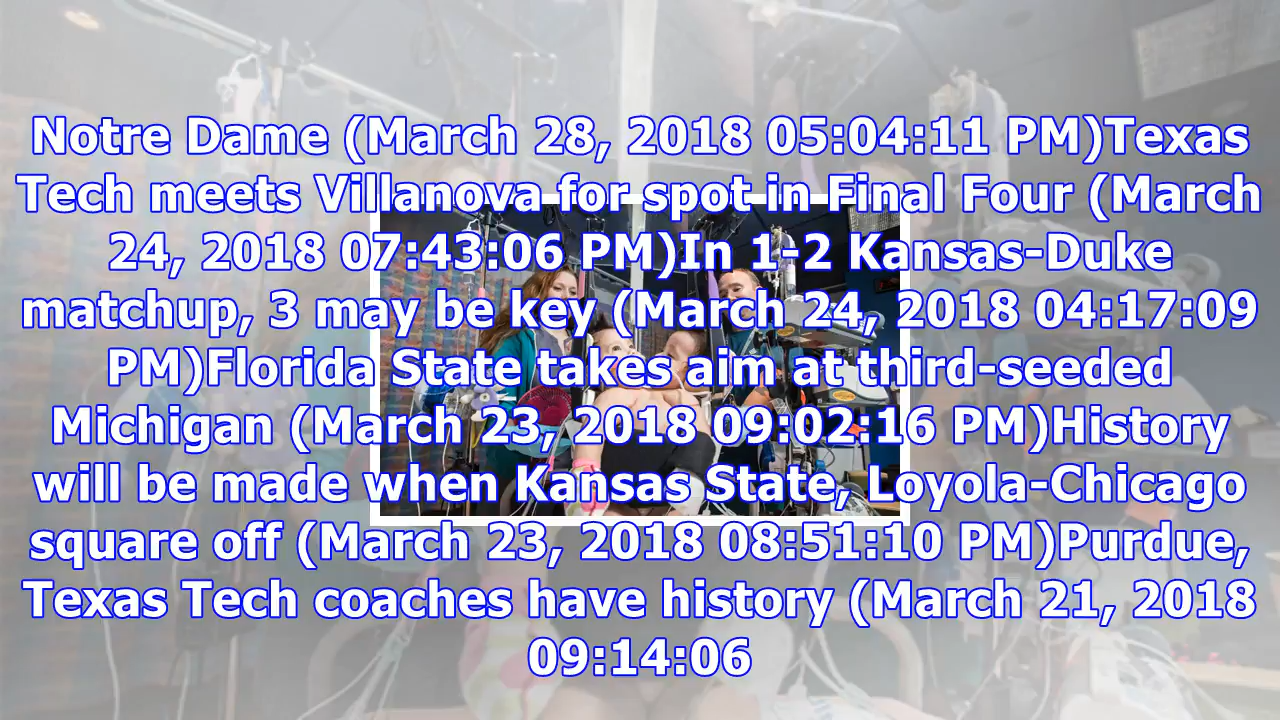 Notre Dame (March 28, 2018 05:04:11 PM)Texas
Tech meets Villanova for spot in Final Four (March
24, 2018 07:43:06 PM)In 1-2 Kansas-Duke
matchup, 3 may be key (March 24, 2018 04:17:09
PM)Florida State takes aim at third-seeded
Michigan (March 23, 2018 09:02:16 PM)History
will be made when Kansas State, Loyola-Chicago
square off (March 23, 2018 08:51:10 PM)Purdue,
Texas Tech coaches have history (March 21, 2018
09:14:06